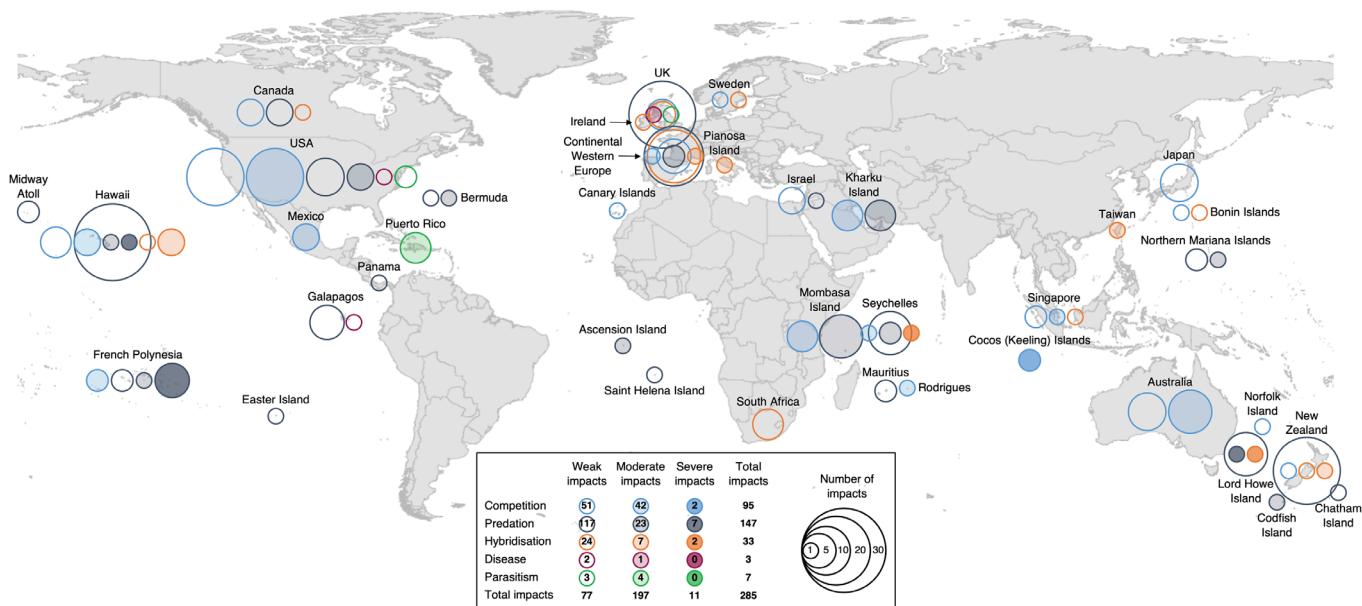 UK
Sweden
Canada
Ireland
Pianosa
Island
Continental
Western
Europe
USA
Japan
Midway
Atoll
Hawaii
Israel
Kharku
Island
Canary Islands
Bermuda
Mexico
Puerto Rico
Taiwan
Bonin Islands
Northern Mariana Islands
Panama
Galapagos
Mombasa
Island
Seychelles
Singapore
Ascension Island
Cocos (Keeling) Islands
French Polynesia
Saint Helena Island
Mauritius
Rodrigues
Australia
Easter Island
South Africa
Norfolk
Island
New
Zealand
Lord Howe
Island
Codfish
Island
Chatham
Island
Weak impacts Moderate impacts Severe impacts Total impacts
Competition 51 42 2 95
Predation 117 23 7 147
Hybridisation 24 7 2 33
Disease 2 1 0 3
Parasitism 3 4 0 7
Total impacts 77 197 11 285
Number of
impacts
1 5 10 20 30